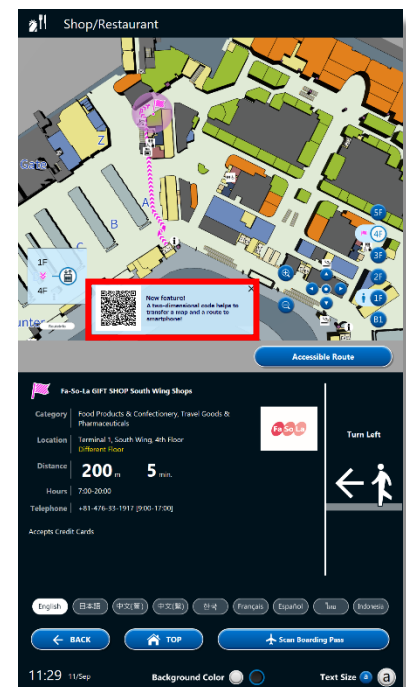 Shop/Restaurant
Z
A
B
1F
4F
New feature!
A two-dimensional code helps to
transfer a map and a route to
smartphone!
5F
4F
3F
2F
1F
B1
Accessible Route
Fa-So-La GIFT SHOP South Wing Shops
Category Food Products & Confectionery, Travel Goods &
Pharmaceuticals
Location Terminal 1, South Wing, 4th Floor
Different Floor
Distance 200 m 5 min.
Hours 7:00-20:00
Telephone +81-476-33-1917 [9:00-17:00]
Accepts Credit Cards
Fa So La
Turn Left
English 日本語 中文(简) 中文(繁) 한국 Français Español ไทย Indonesia
BACK TOP Scan Boarding Pass
11:29 11/Sep Background Color Text Size a a